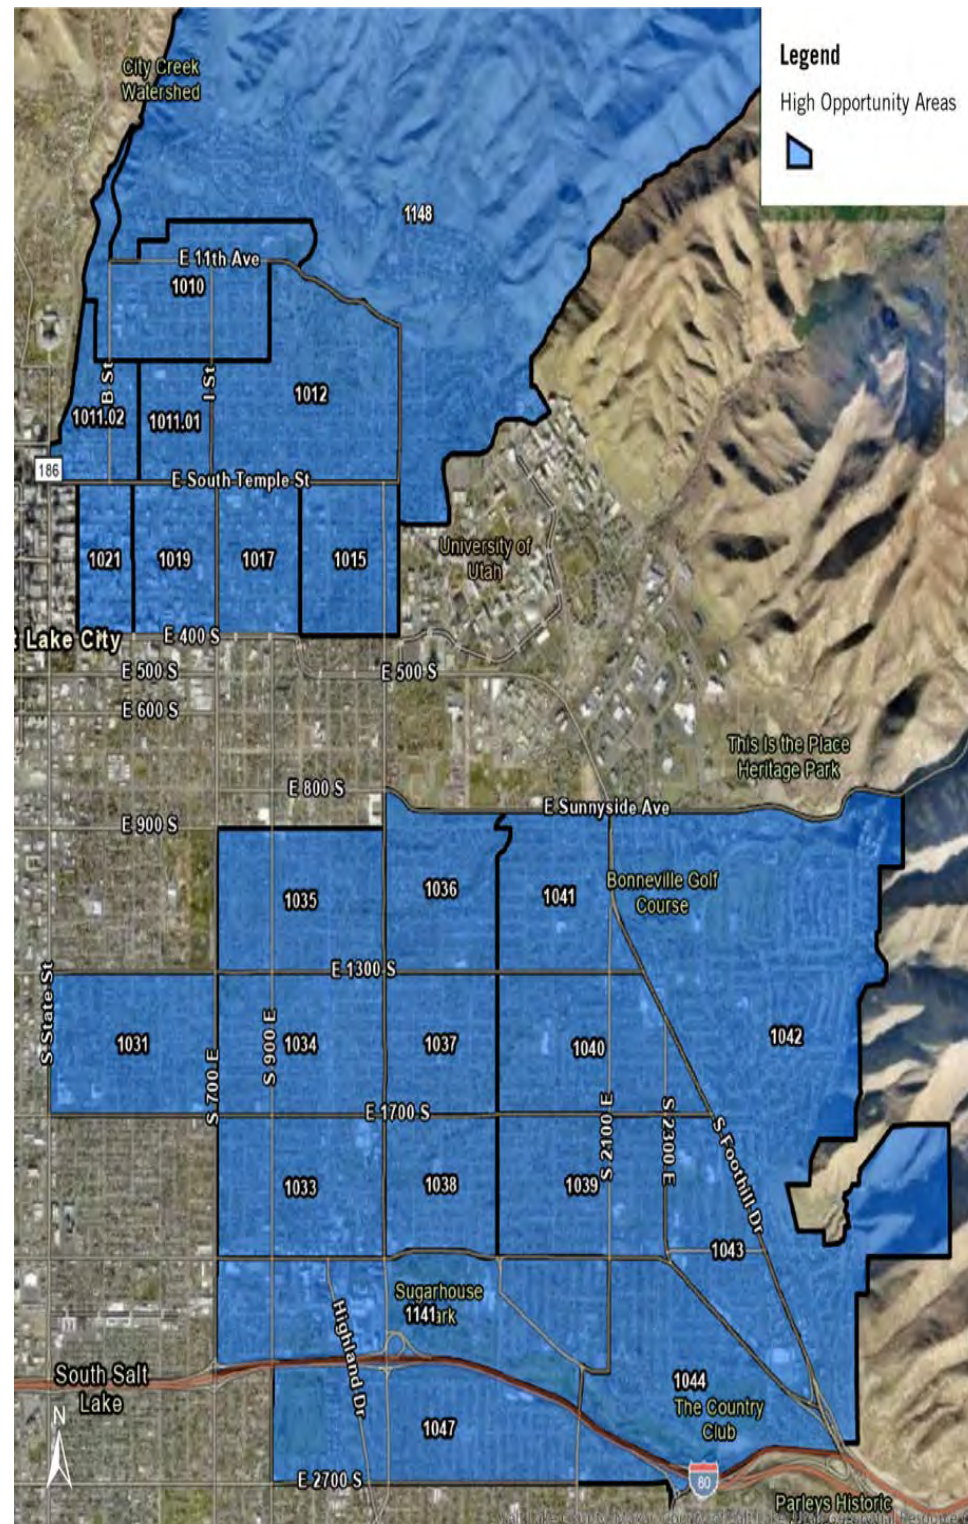 Legend
High Opportunity Areas
City Creek
Watershed
1148
E 11th Ave
1010
B St
I St
1012
1011.02
1011.01
186
E South Temple St
1021
1019
1017
1015
University of
Utah
t Lake City
E 400 S
E 500 S
E 500 S
E 600 S
This Is the Place
Heritage Park
E 800 S
E Sunnyside Ave
E 900 S
1035
1036
1041
Bonneville Golf
Course
E 1300 S
S State St
1031
S 700 E
S 900 E
1034
1037
1040
1042
E 1700 S
S 2100 E
S 2300 E
S Foothill Dr
1033
1038
1039
1043
Sugarhouse
1141ark
Highland Dr
South Salt
Lake
1044
The Country
Club
1047
N
E 2700 S
80
Parleys Historic